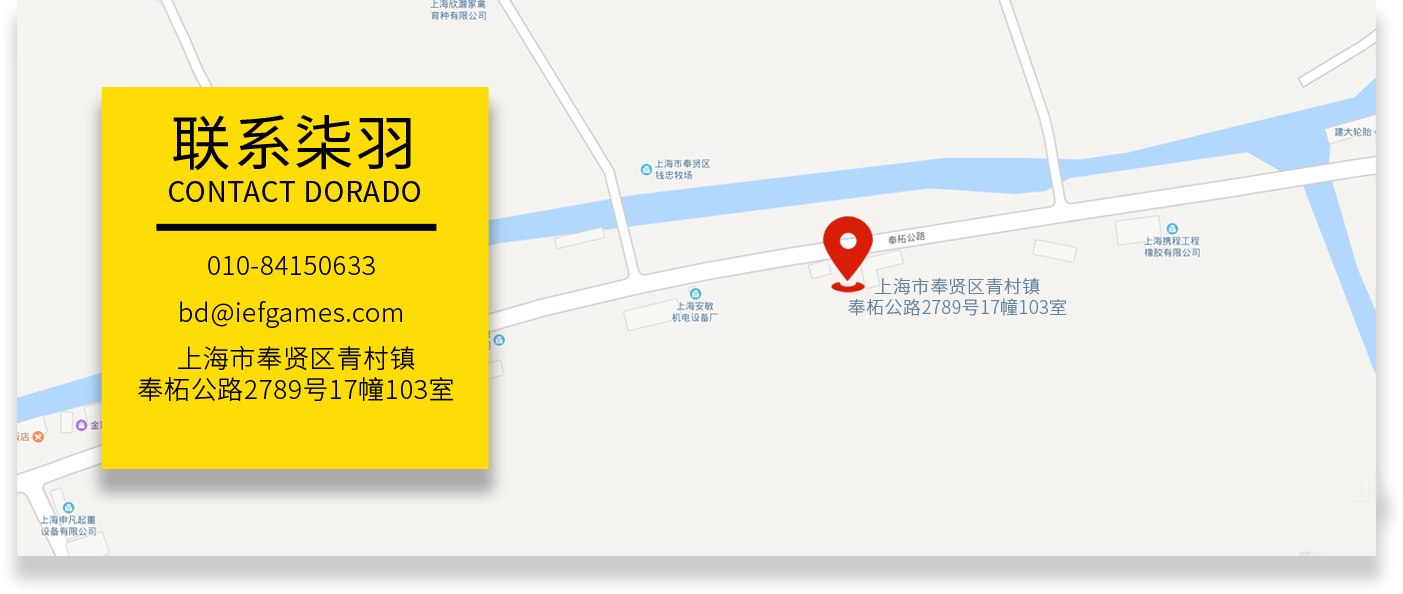 上海欣灏家禽
育种有限公司
联系柒羽
CONTACT DORADO
010-84150633
bd@iefgames.com
上海市奉贤区青村镇
奉柘公路2789号17幢103室
上海市奉贤区
钱忠牧场
建大轮胎
奉柘公路
上海携程工程
橡胶有限公司
上海市奉贤区青村镇
奉柘公路2789号17幢103室
上海安敏
机电设备厂
金
店
上海申凡起重
设备有限公司